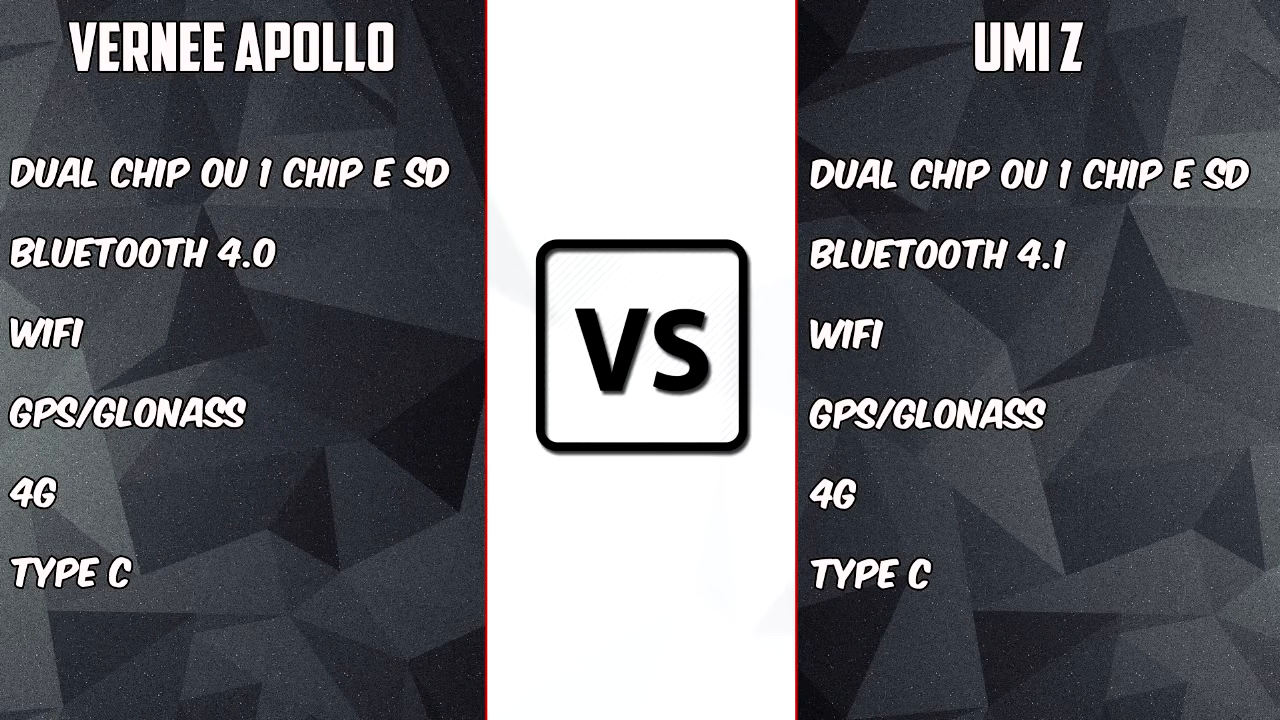 VERNEE APOLLO
DUAL CHIP OU 1 CHIP E SD
BLUETOOTH 4.0
WIFI
GPS/GLONASS
4G
TYPE C
VS
UMI Z
DUAL CHIP OU 1 CHIP E SD
BLUETOOTH 4.1
WIFI
GPS/GLONASS
4G
TYPE C